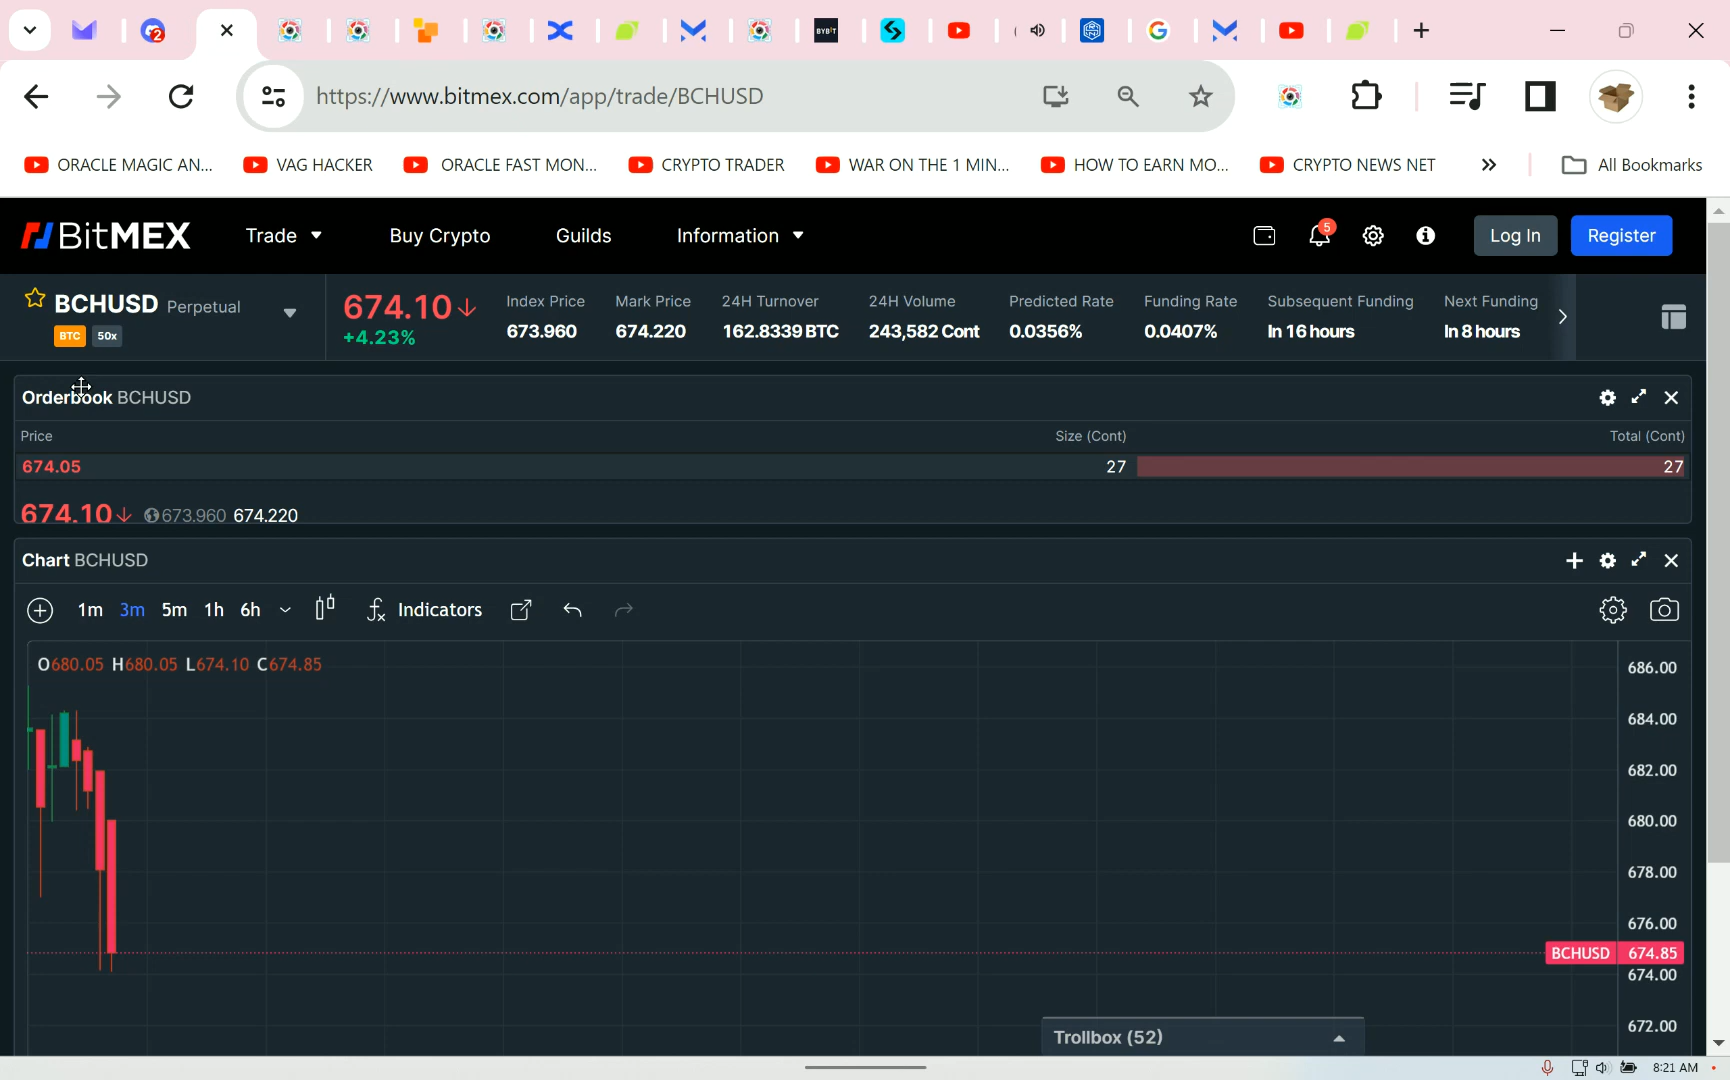 2
BYBIT
https://www.bitmex.com/app/trade/BCHUSD
ORACLE MAGIC AN... VAG HACKER ORACLE FAST MON... CRYPTO TRADER WAR ON THE 1 MIN... HOW TO EARN MO... CRYPTO NEWS NET » All Bookmarks
BitMEX Trade Buy Crypto Guilds Information 5 Log In Register
BCHUSD Perpetual
BTC 50x
674.10↓
+4.23%
Index Price Mark Price 24H Turnover 24H Volume Predicted Rate Funding Rate Subsequent Funding Next Funding
673.960 674.220 162.8339 BTC 243,582 Cont 0.0356% 0.0407% In 16 hours In 8 hours
Orderbook BCHUSD
Price Size (Cont) Total (Cont)
674.05 27 27
674.10↓ 673.960 674.220
Chart BCHUSD
1m 3m 5m 1h 6h fx Indicators
O680.05 H680.05 L674.10 C674.85
686.00
684.00
682.00
680.00
678.00
676.00
BCHUSD 674.85
674.00
672.00
Trollbox (52)
8:21 AM